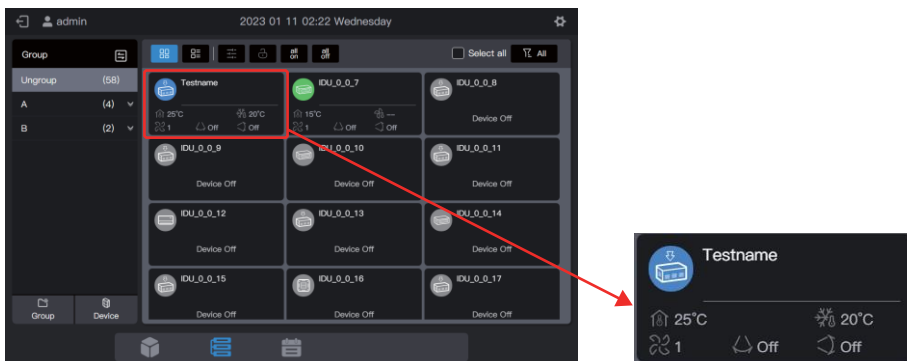 admin
2023 01 11 02:22 Wednesday
Group
all on
all off
Select all
All
Ungroup (58)
A (4)
B (2)
Testname
25°C 20°C
1 Off Off
IDU_0_0_7
15°C --
1 Off Off
IDU_0_0_8
Device Off
IDU_0_0_9
Device Off
IDU_0_0_10
Device Off
IDU_0_0_11
Device Off
IDU_0_0_12
Device Off
IDU_0_0_13
Device Off
IDU_0_0_14
Device Off
IDU_0_0_15
Device Off
IDU_0_0_16
Device Off
IDU_0_0_17
Device Off
Group
Device
Testname
25°C 20°C
1 Off Off